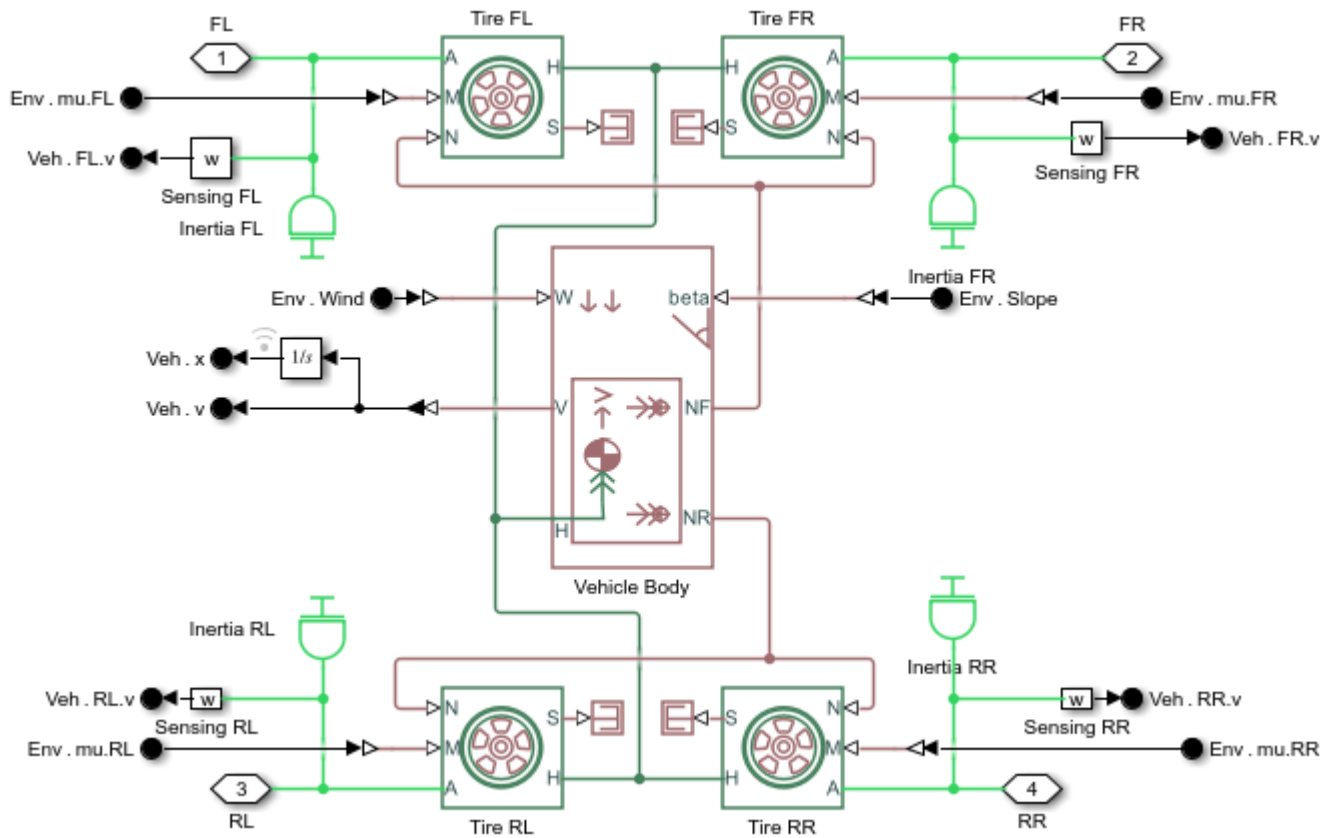 FL
Tire FL
Tire FR
FR
1
A
H
H
A
2
Env . mu.FL
M
M
Env . mu.FR
N
S
S
N
Veh . FL.v
w
w
Veh . FR.v
Sensing FL
Sensing FR
Inertia FL
Inertia FR
Env . Wind
W
beta
Env . Slope
Veh . x
1/s
Veh . v
V
V
NF
H
NR
Vehicle Body
Inertia RL
Inertia RR
Veh . RL.v
w
N
S
S
N
w
Veh . RR.v
Sensing RL
Sensing RR
Env . mu.RL
M
M
Env . mu.RR
3
A
H
H
A
4
RL
Tire RL
Tire RR
RR